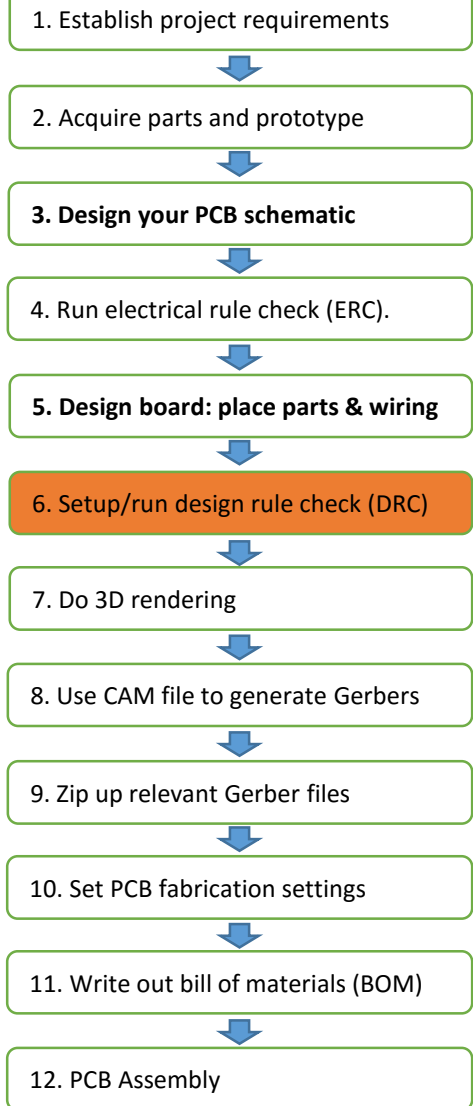 1. Establish project requirements
2. Acquire parts and prototype
3. Design your PCB schematic
4. Run electrical rule check (ERC).
5. Design board: place parts & wiring
6. Setup/run design rule check (DRC)
7. Do 3D rendering
8. Use CAM file to generate Gerbers
9. Zip up relevant Gerber files
10. Set PCB fabrication settings
11. Write out bill of materials (BOM)
12. PCB Assembly